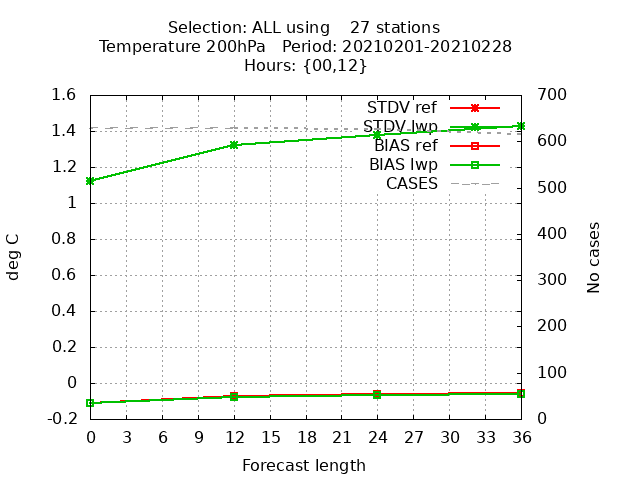 Selection: ALL using 27 stations
Temperature 200hPa Period: 20210201-20210228
Hours: {00,12}
1.6
1.4
1.2
1
0.8
0.6
0.4
0.2
0
-0.2
deg C
700
600
500
400
300
200
100
0
No cases
STDV ref
STDV lwp
BIAS ref
BIAS lwp
CASES
0 3 6 9 12 15 18 21 24 27 30 33 36
Forecast length